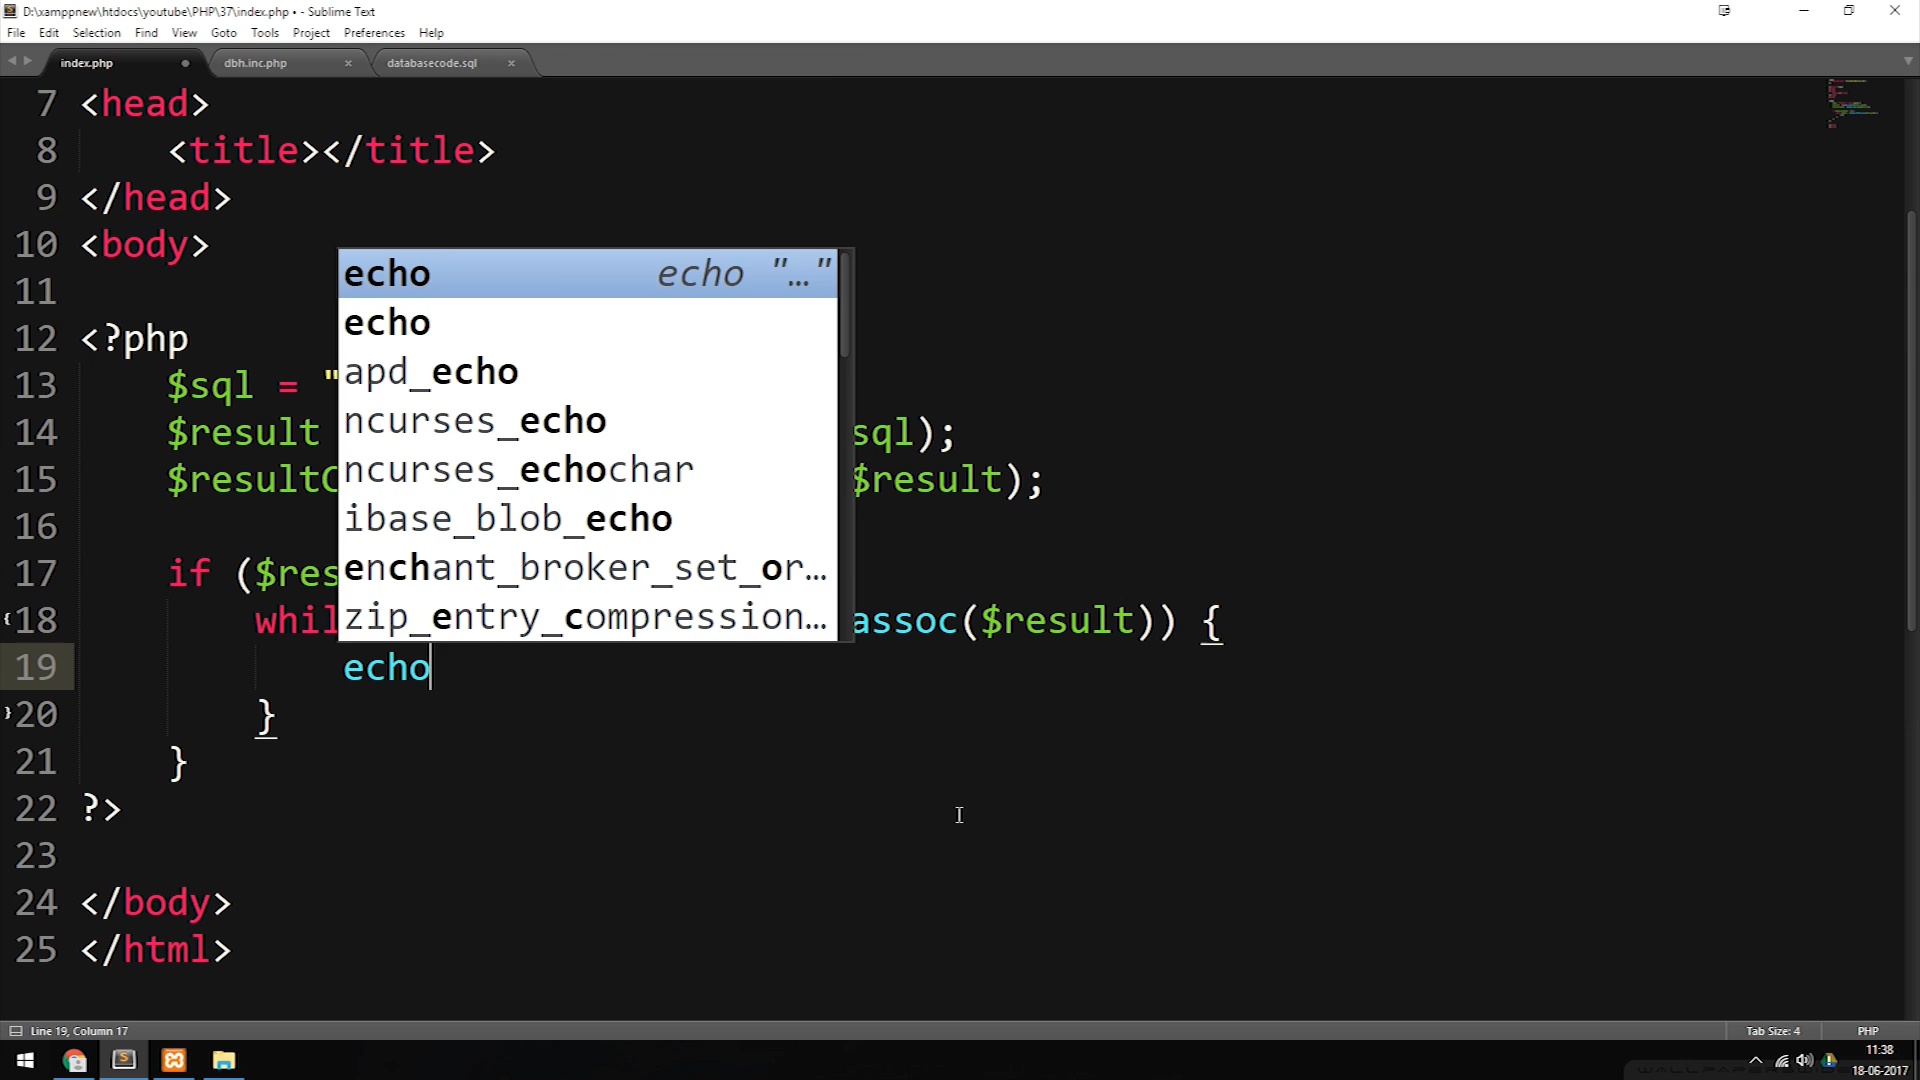 D:\xamppnew\htdocs\youtube\PHP\37\index.php • - Sublime Text
File Edit Selection Find View Goto Tools Project Preferences Help
index.php dbh.inc.php databasecode.sql
7 <head>
8 <title></title>
9 </head>
10 <body>
11
12 <?php
13 $sql = "
14 $result sql);
15 $resultC $result);
16
17 if ($res
18 whil assoc($result)) {
19 echo
20 }
21 }
22 ?>
23
24 </body>
25 </html>
echo echo "…"
echo
apd_echo
ncurses_echo
ncurses_echochar
ibase_blob_echo
enchant_broker_set_or…
zip_entry_compression…
Line 19, Column 17 Tab Size: 4 PHP
11:38
18-06-2017